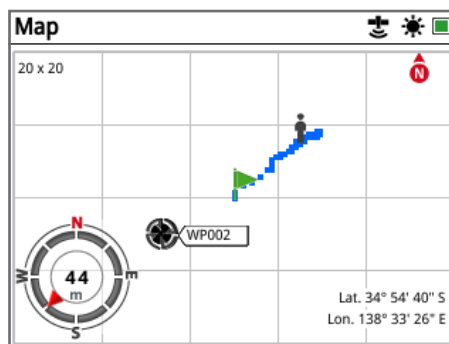 Map
20 x 20
N
WP002
N
W
44
E
m
S
Lat. 34° 54' 40" S
Lon. 138° 33' 26" E